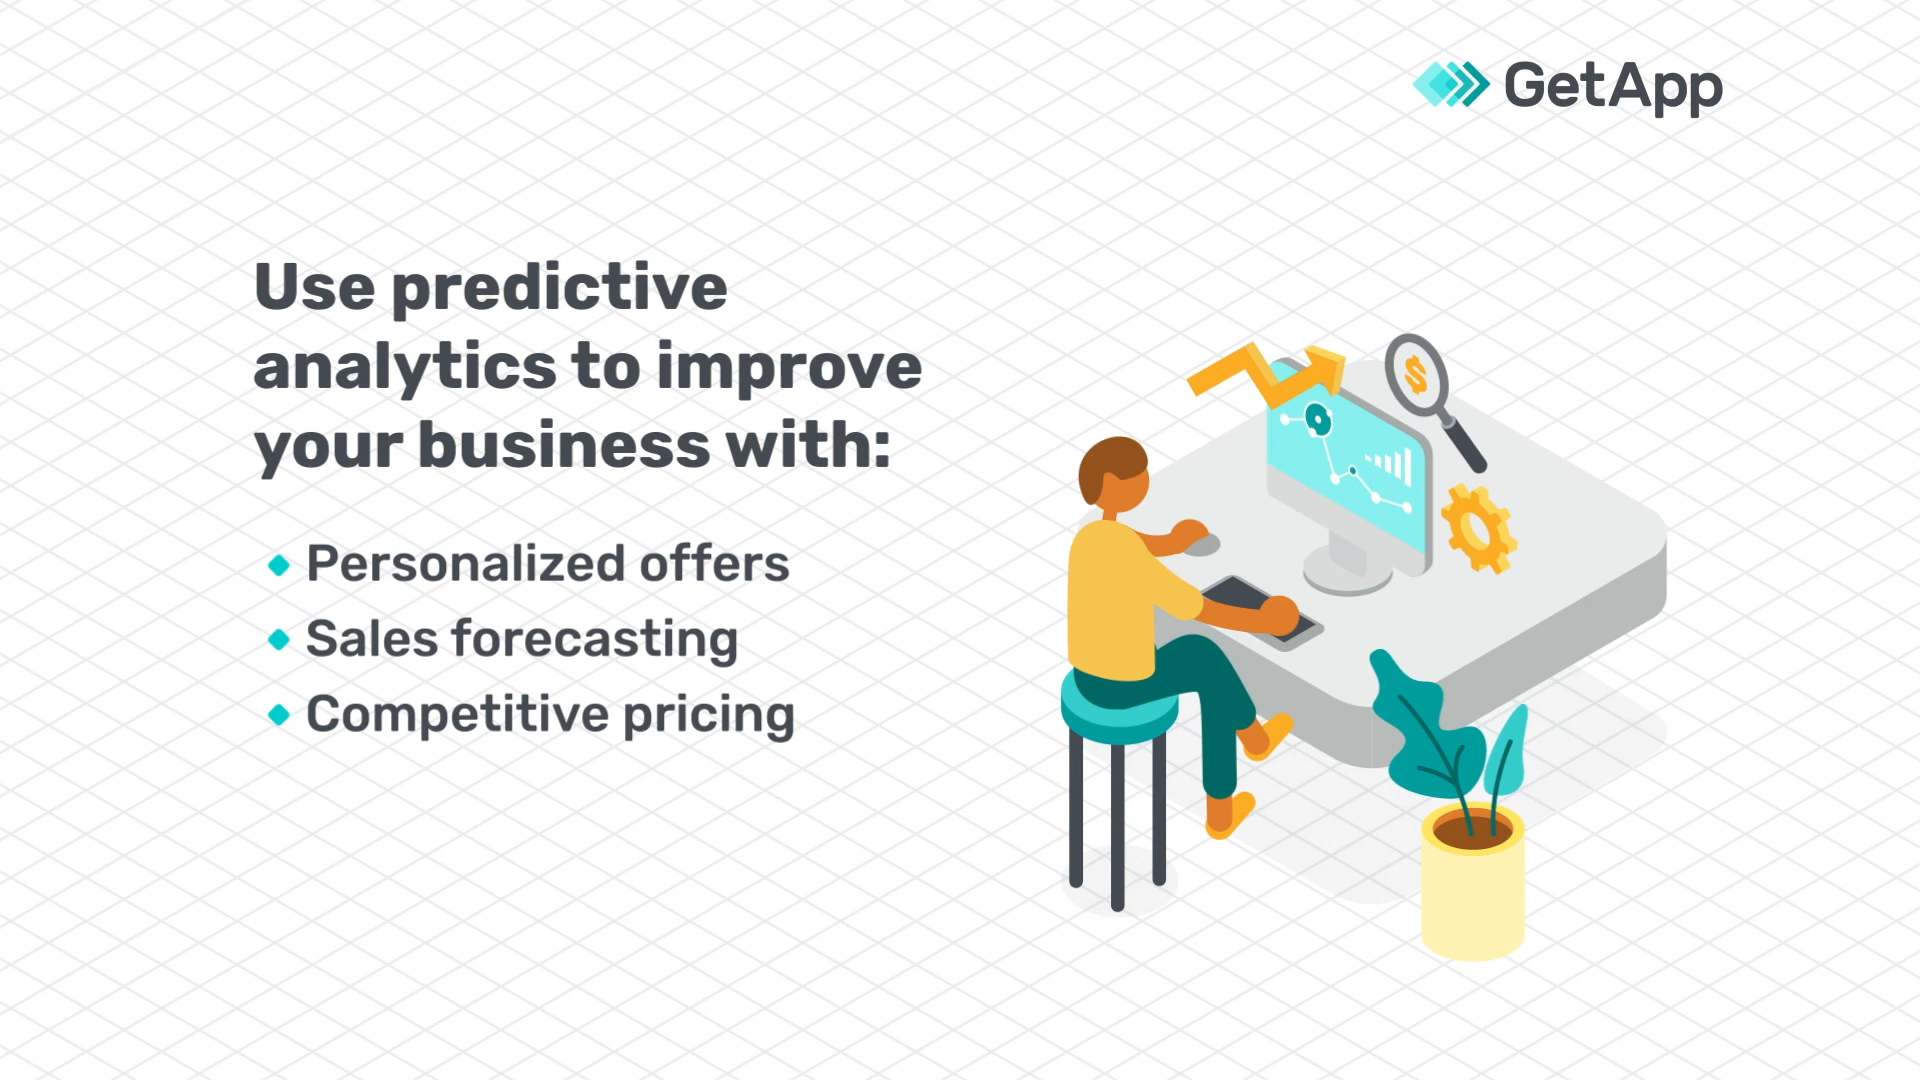 GetApp
Use predictive
analytics to improve
your business with:
Personalized offers
Sales forecasting
Competitive pricing
$